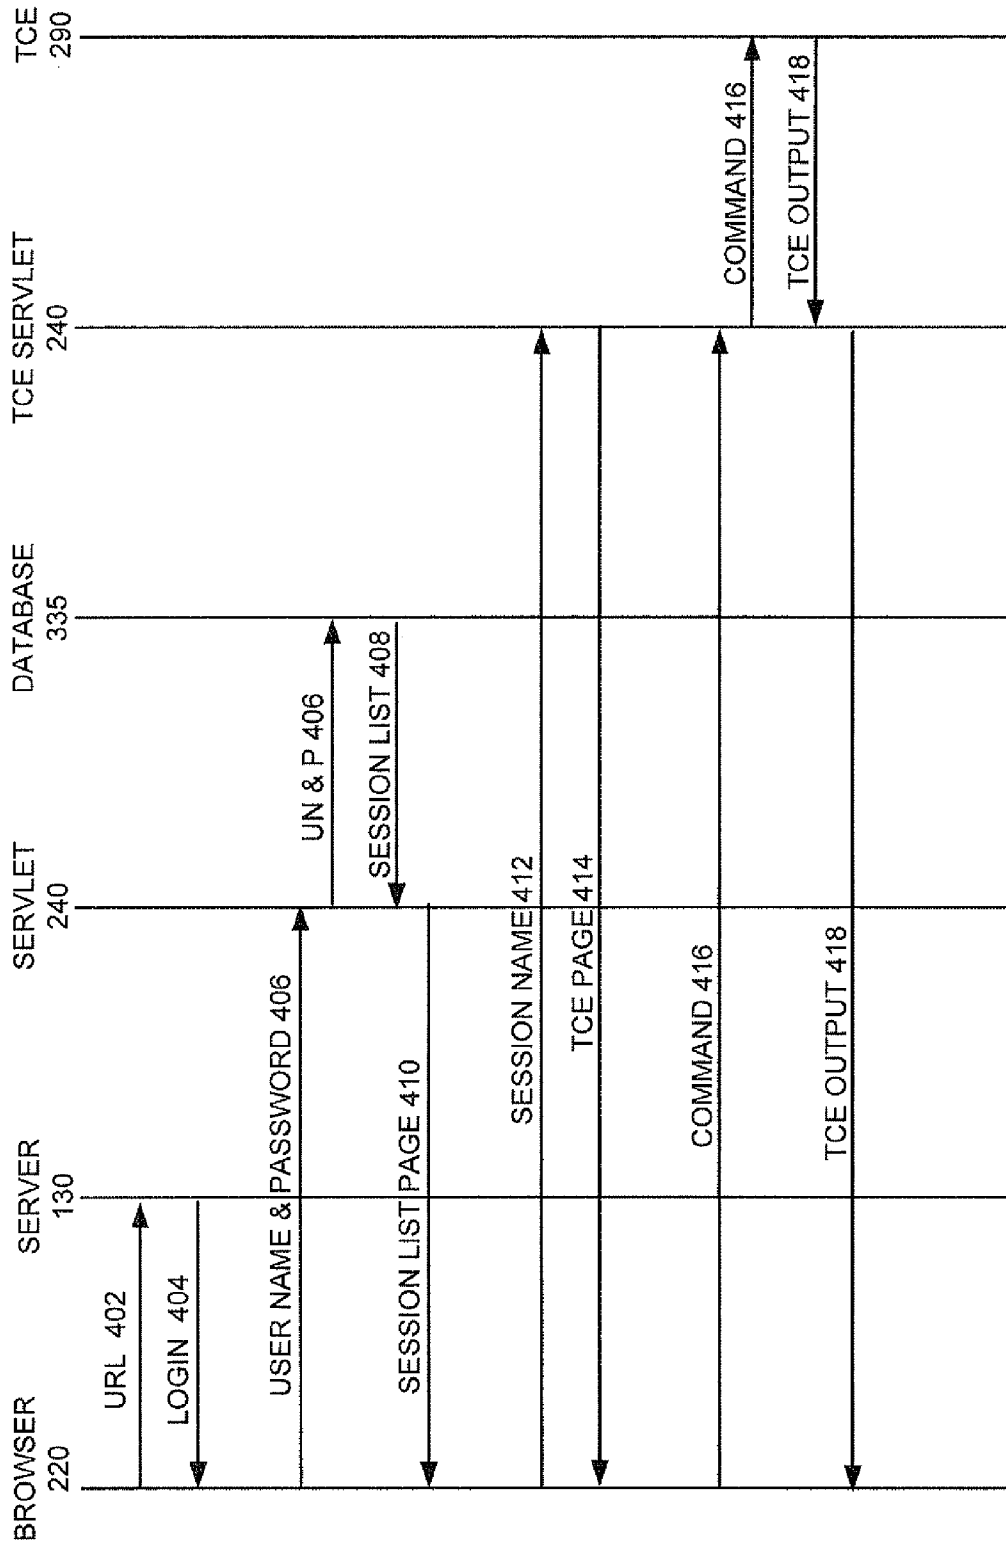 BROWSER
220
SERVER
130
SERVLET
240
DATABASE
335
TCE SERVLET
240
TCE
290
URL 402
LOGIN 404
USER NAME & PASSWORD 406
UN & P 406
SESSION LIST 408
SESSION LIST PAGE 410
SESSION NAME 412
TCE PAGE 414
COMMAND 416
COMMAND 416
TCE OUTPUT 418
TCE OUTPUT 418